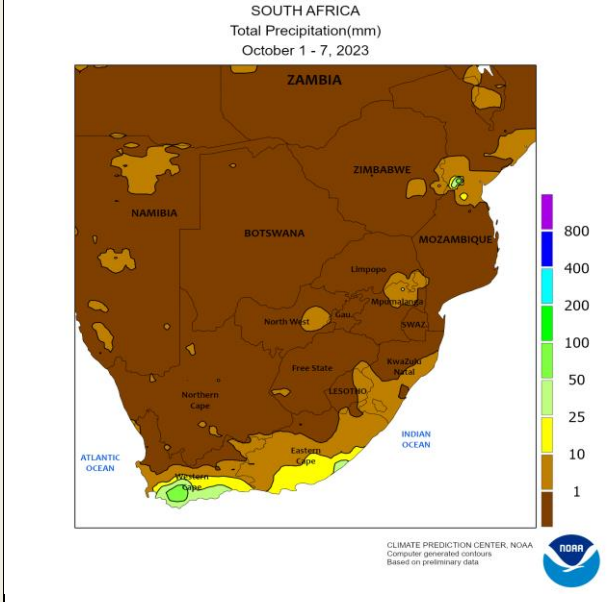 SOUTH AFRICA
Total Precipitation(mm)
October 1 - 7, 2023
ZAMBIA
ZIMBABWE
NAMIBIA
BOTSWANA
MOZAMBIQUE
Limpopo
Mpumalanga
North West
Gau.
SWAZ.
KwaZulu
Natal
Free State
LESOTHO
Northern
Cape
Eastern
Cape
Western
Cape
ATLANTIC
OCEAN
INDIAN
OCEAN
800
400
200
100
50
25
10
1
CLIMATE PREDICTION CENTER, NOAA
Computer generated contours
Based on preliminary data
NOAA